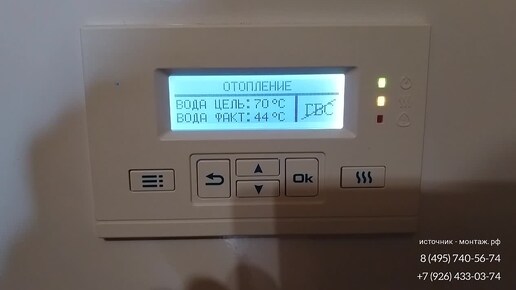 ОТОПЛЕНИЕ
ВОДА ЦЕЛЬ: 70 °C
ВОДА ФАКТ: 44 °C
ГВС
Ok
источник - монтаж. рф
8 (495) 740-56-74
+7 (926) 433-03-74